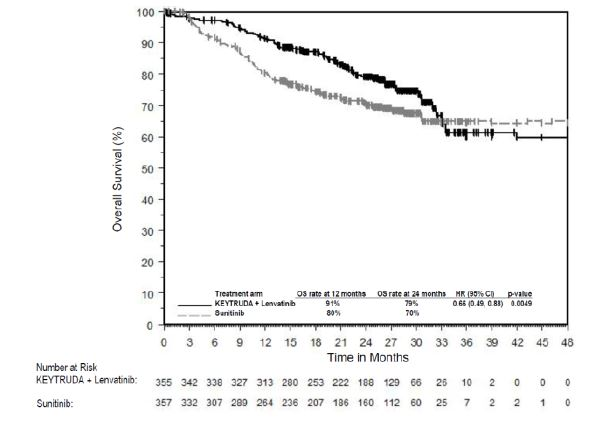 100
90
80
70
60
50
40
30
20
10
0
Overall Survival (%)
Treatment arm OS rate at 12 months OS rate at 24 months HR (95% CI) p-value
KEYTRUDA + Lenvatinib 91% 79% 0.66 (0.49, 0.88) 0.0049
Sunitinib 80% 70%
0 3 6 9 12 15 18 21 24 27 30 33 36 39 42 45 48
Time in Months
Number at Risk
KEYTRUDA + Lenvatinib: 355 342 338 327 313 280 253 222 188 129 66 26 10 2 0 0 0
Sunitinib: 357 332 307 289 264 236 207 186 160 112 60 25 7 2 2 1 0